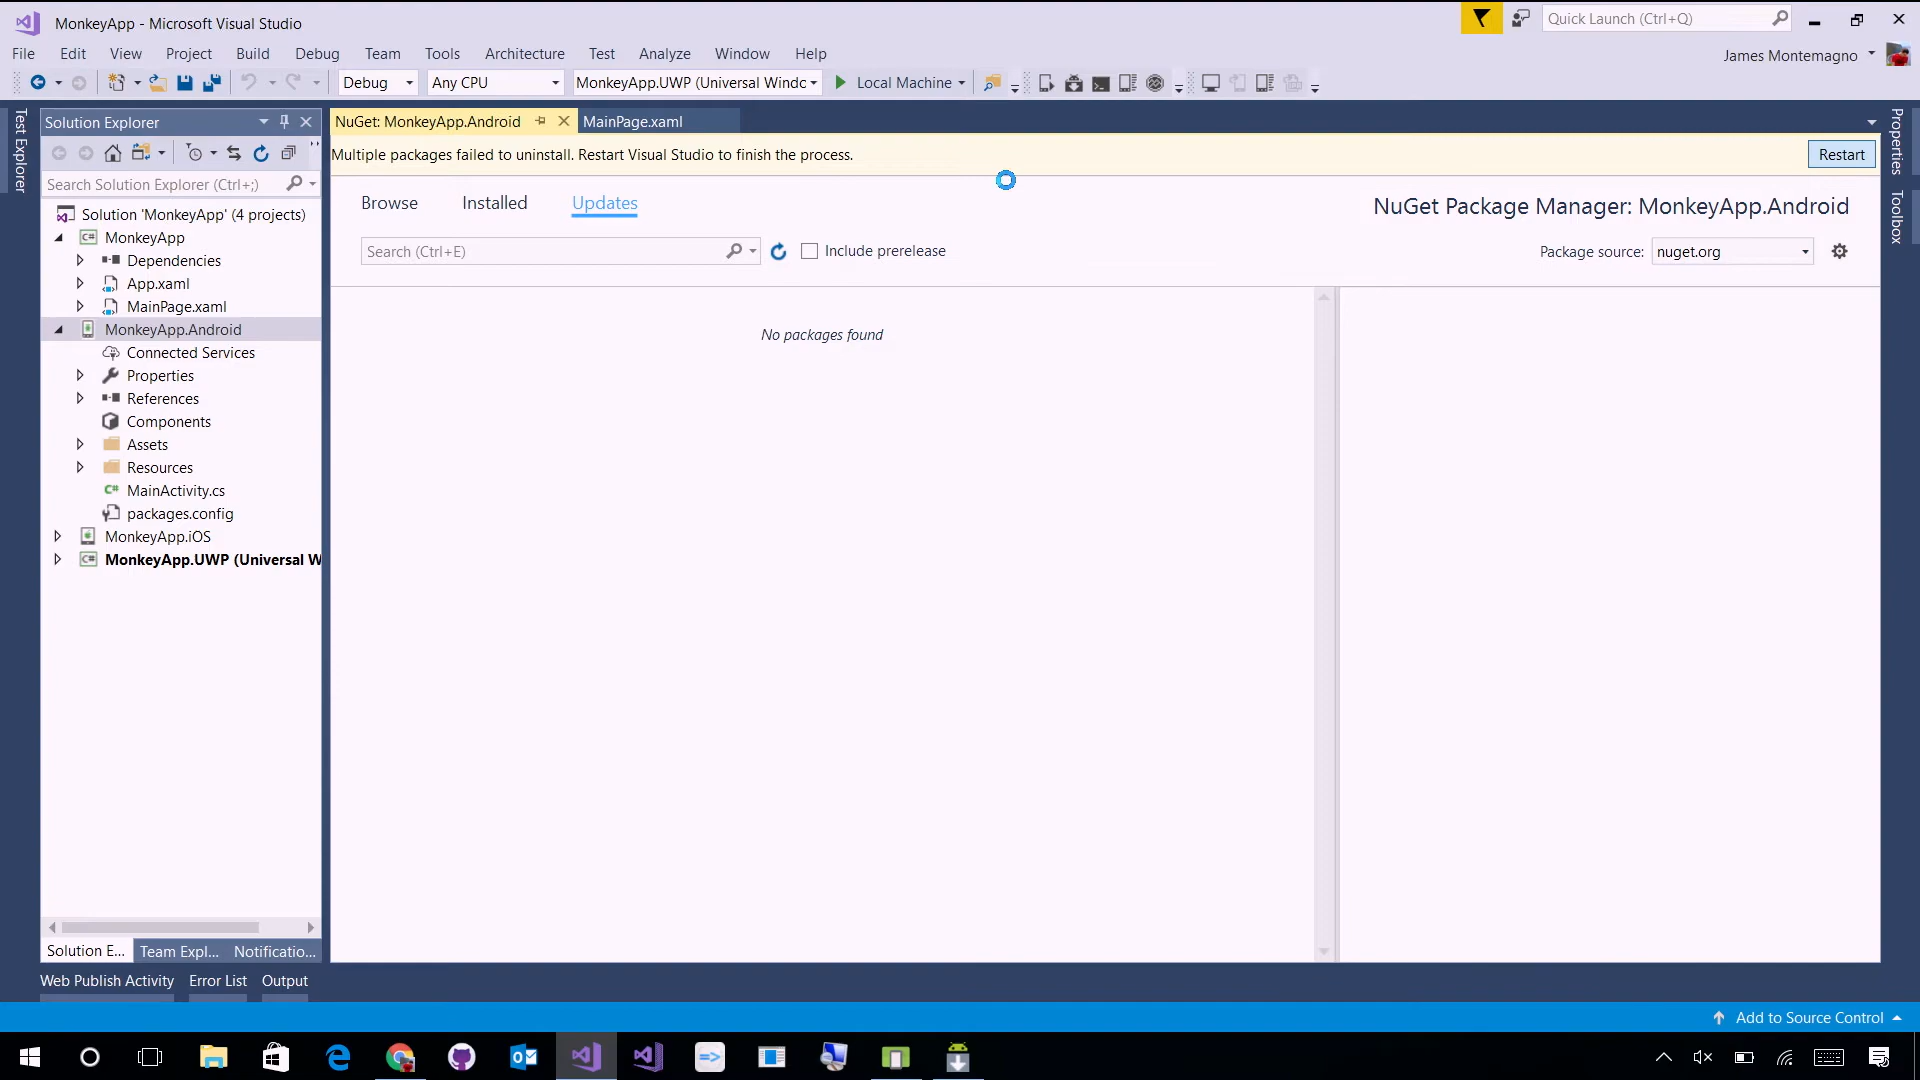 MonkeyApp - Microsoft Visual Studio
Quick Launch (Ctrl+Q)
File Edit View Project Build Debug Team Tools Architecture Test Analyze Window Help
James Montemagno
Debug Any CPU MonkeyApp.UWP (Universal Windc Local Machine
Test Explorer
Solution Explorer
Search Solution Explorer (Ctrl+;)
Solution 'MonkeyApp' (4 projects)
MonkeyApp
Dependencies
App.xaml
MainPage.xaml
MonkeyApp.Android
Connected Services
Properties
References
Components
Assets
Resources
MainActivity.cs
packages.config
MonkeyApp.iOS
MonkeyApp.UWP (Universal W
Solution E... Team Expl... Notificatio...
NuGet: MonkeyApp.Android MainPage.xaml
Multiple packages failed to uninstall. Restart Visual Studio to finish the process.
Restart
Browse Installed Updates
NuGet Package Manager: MonkeyApp.Android
Search (Ctrl+E)
Include prerelease
Package source: nuget.org
No packages found
Properties
Toolbox
Web Publish Activity Error List Output
Add to Source Control